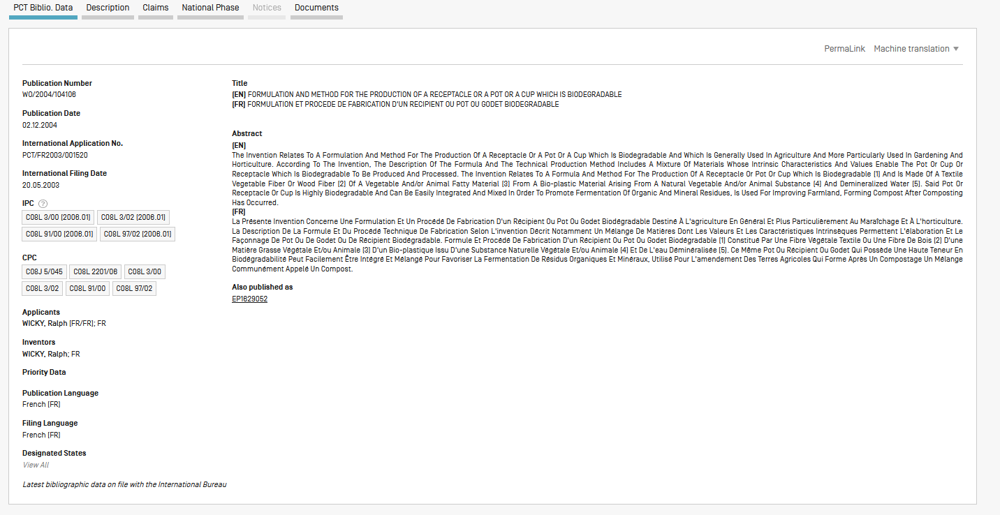 PCT Biblio. Data Description Claims National Phase Notices Documents
PermaLink Machine translation
Publication Number
WO/2004/104106
Publication Date
02.12.2004
International Application No.
PCT/FR2003/001520
International Filing Date
20.05.2003
IPC ?
C08L 3/00 (2006.01) C08L 3/02 (2006.01)
C08L 91/00 (2006.01) C08L 97/02 (2006.01)
CPC
C08J 5/045 C08L 2201/06 C08L 3/00
C08L 3/02 C08L 91/00 C08L 97/02
Applicants
WICKY, Ralph [FR/FR]; FR
Inventors
WICKY, Ralph; FR
Priority Data
Publication Language
French (FR)
Filing Language
French (FR)
Designated States
View All
Latest bibliographic data on file with the International Bureau
Title
(EN) FORMULATION AND METHOD FOR THE PRODUCTION OF A RECEPTACLE OR A POT OR A CUP WHICH IS BIODEGRADABLE
(FR) FORMULATION ET PROCEDE DE FABRICATION D'UN RECIPIENT OU POT OU GODET BIODEGRADABLE
Abstract
(EN)
The Invention Relates To A Formulation And Method For The Production Of A Receptacle Or A Pot Or A Cup Which Is Biodegradable And Which Is Generally Used In Agriculture And More Particularly Used In Gardening And
Horticulture. According To The Invention, The Description Of The Formula And The Technical Production Method Includes A Mixture Of Materials Whose Intrinsic Characteristics And Values Enable The Pot Or Cup Or
Receptacle Which Is Biodegradable To Be Produced And Processed. The Invention Relates To A Formula And Method For The Production Of A Receptacle Or Pot Or Cup Which Is Biodegradable (1) And Is Made Of A Textile
Vegetable Fiber Or Wood Fiber (2) Of A Vegetable And/or Animal Fatty Material (3) From A Bio-plastic Material Arising From A Natural Vegetable And/or Animal Substance (4) And Demineralized Water (5). Said Pot Or
Receptacle Or Cup Is Highly Biodegradable And Can Be Easily Integrated And Mixed In Order To Promote Fermentation Of Organic And Mineral Residues, Is Used For Improving Farmland, Forming Compost After Composting
Has Occurred.
(FR)
La Présente Invention Concerne Une Formulation Et Un Procédé De Fabrication D'un Récipient Ou Pot Ou Godet Biodégradable Destiné À L'agriculture En Général Et Plus Particulièrement Au Maraîchage Et À L'horticulture.
La Description De La Formule Et Du Procédé Technique De Fabrication Selon L'invention Décrit Notamment Un Mélange De Matières Dont Les Valeurs Et Les Caractéristiques Intrinsèques Permettent L'élaboration Et Le
Façonnage De Pot Ou De Godet Ou De Récipient Biodégradable. Formule Et Procédé De Fabrication D'un Récipient Ou Pot Ou Godet Biodégradable (1) Constitué Par Une Fibre Végétale Textile Ou Une Fibre De Bois (2) D'une
Matière Grasse Végétale Et/ou Animale (3) D'un Bio-plastique Issu D'une Substance Naturelle Végétale Et/ou Animale (4) Et De L'eau Déminéralisée (5). Ce Même Pot Ou Récipient Ou Godet Qui Possède Une Haute Teneur En
Biodégradabilité Peut Facilement Être Intégré Et Mélangé Pour Favoriser La Fermentation De Résidus Organiques Et Minéraux, Utilisé Pour L'amendement Des Terres Agricoles Qui Forme Après Un Compostage Un Mélange
Communément Appelé Un Compost.
Also published as
EP1629052